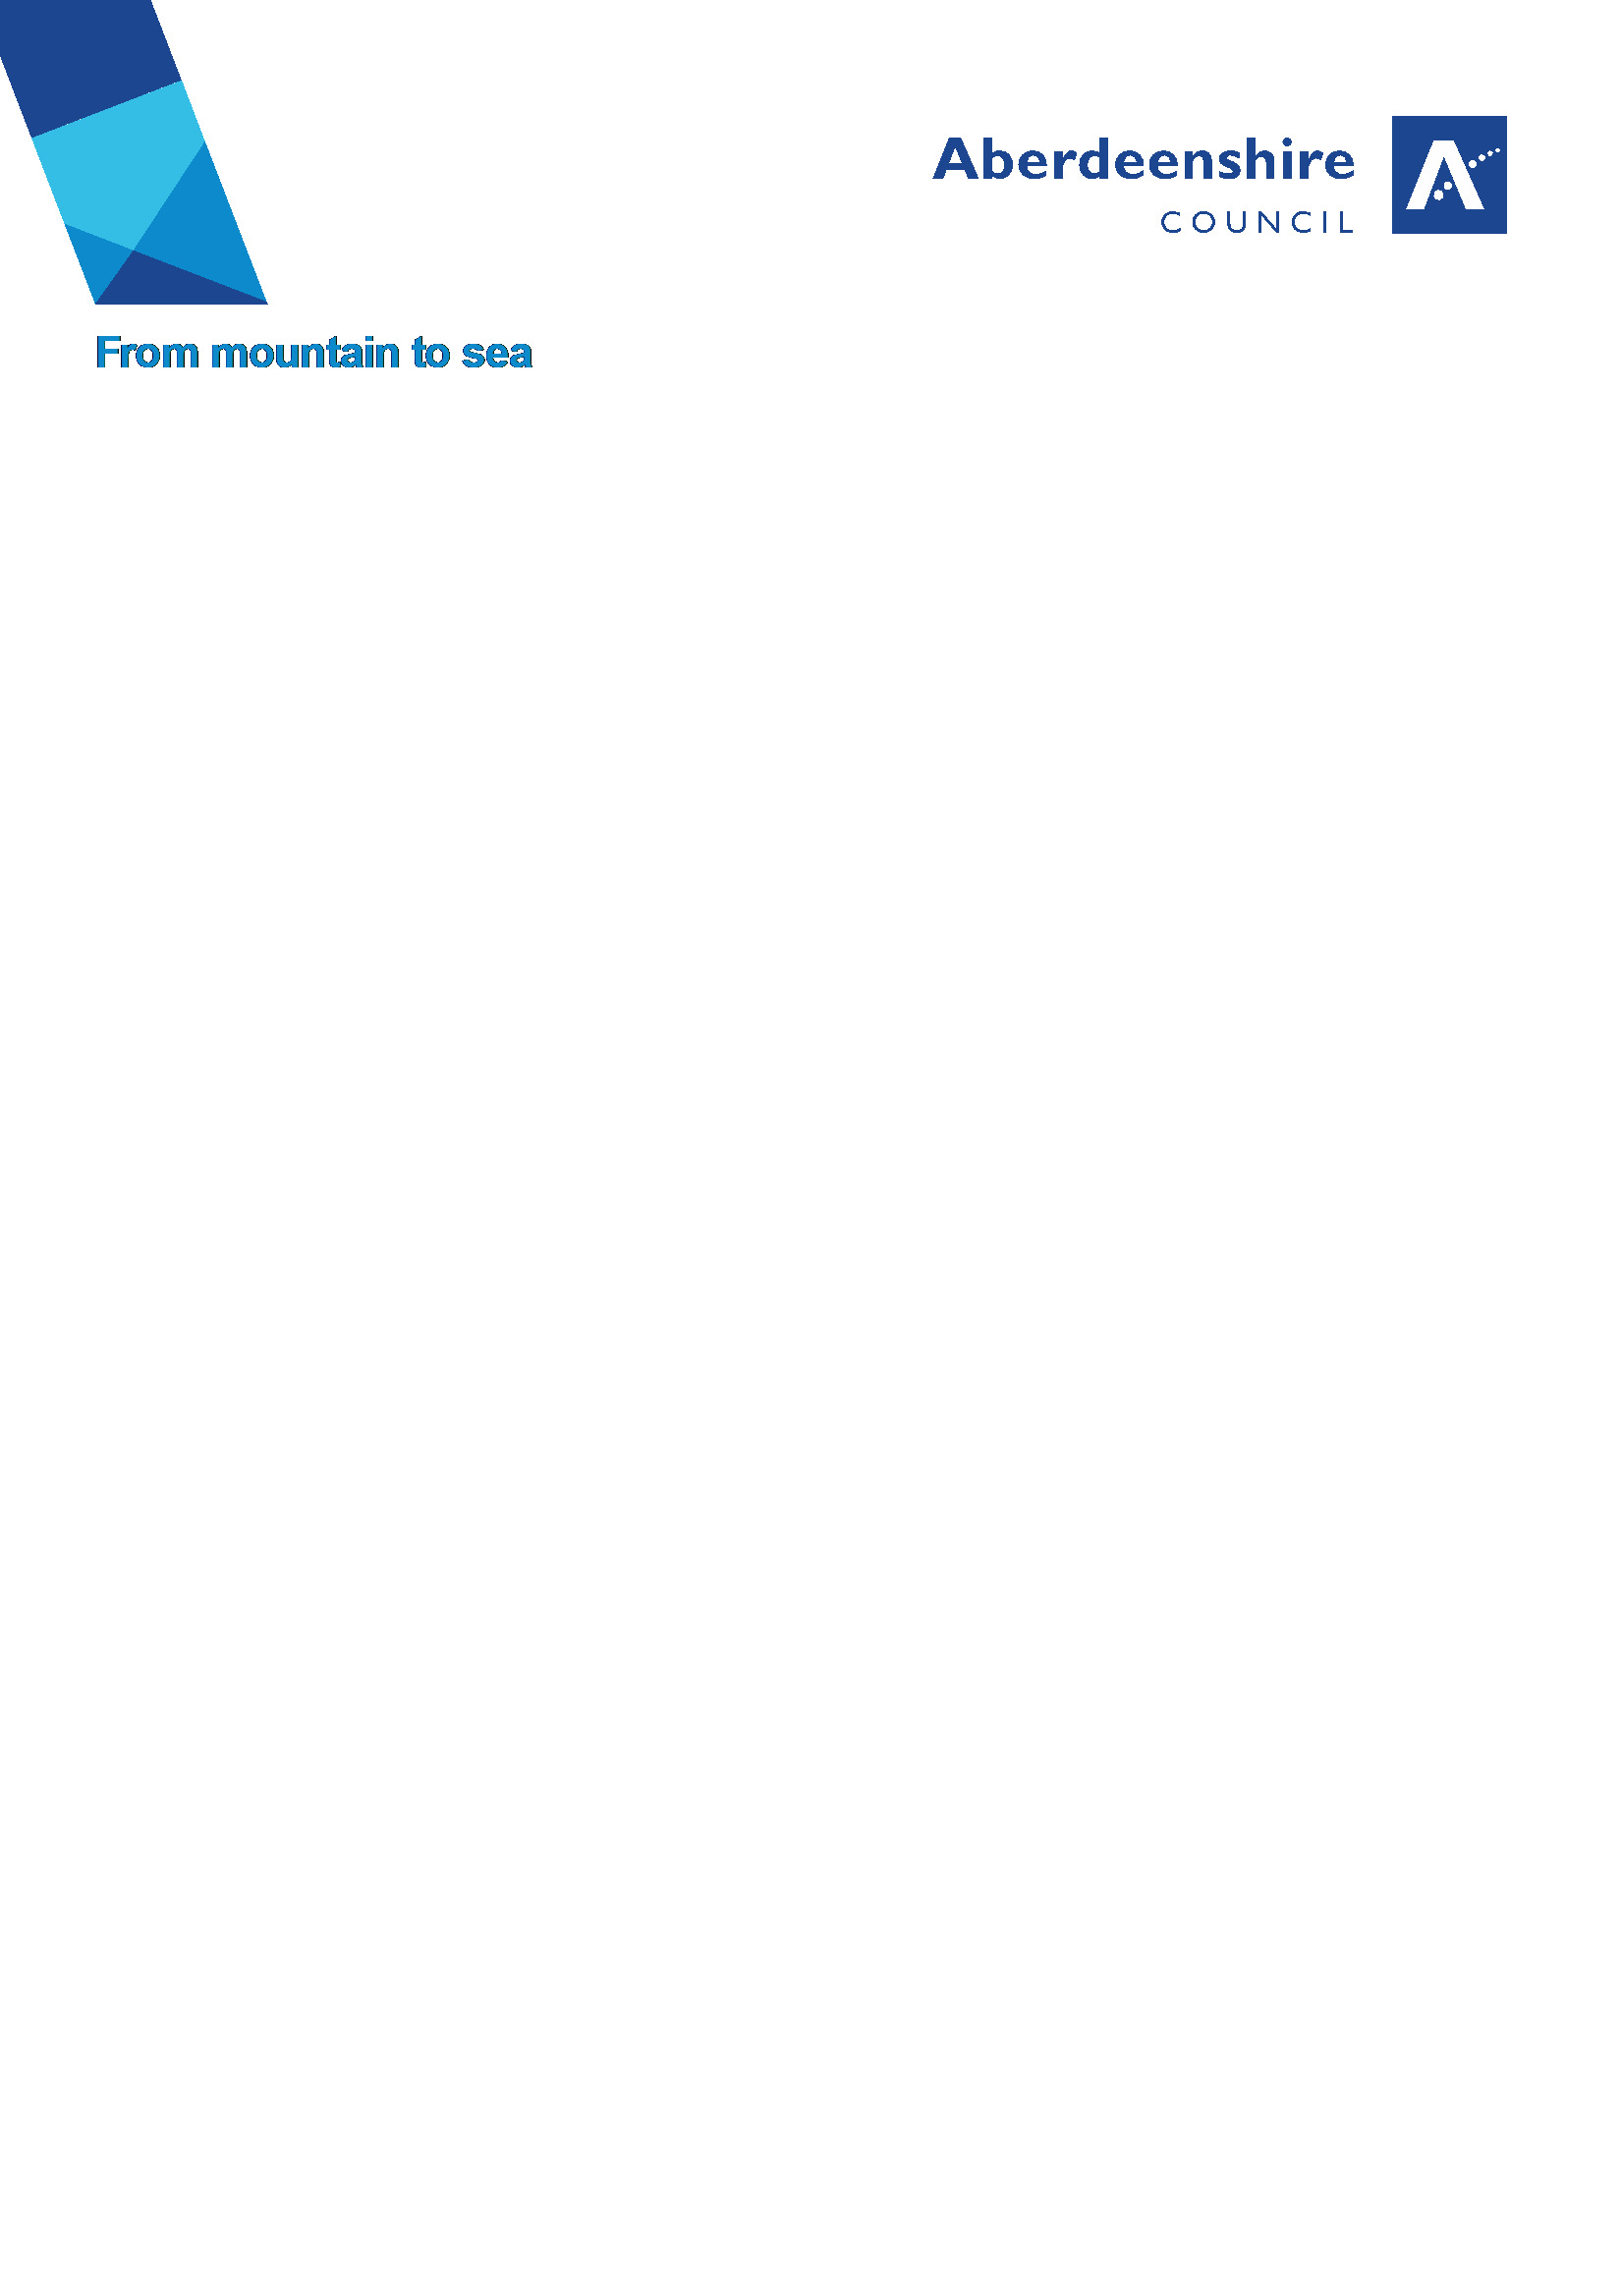 Aberdeenshire
COUNCIL
From mountain to sea